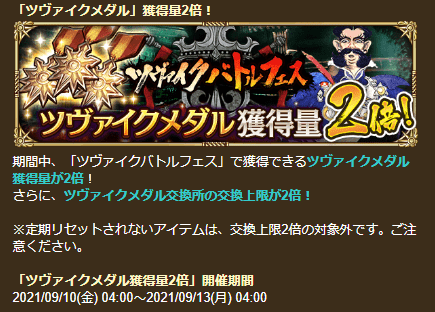 「ツヴァイクメダル」獲得量2倍！
ツヴァイクバトルフェス
ツヴァイクメダル獲得量2倍!
期間中、「ツヴァイクバトルフェス」で獲得できるツヴァイクメダル
獲得量が2倍！
さらに、ツヴァイクメダル交換所の交換上限が2倍！
※定期リセットされないアイテムは、交換上限2倍の対象外です。ご注
意ください。
「ツヴァイクメダル獲得量2倍」開催期間
2021/09/10(金) 04:00～2021/09/13(月) 04:00